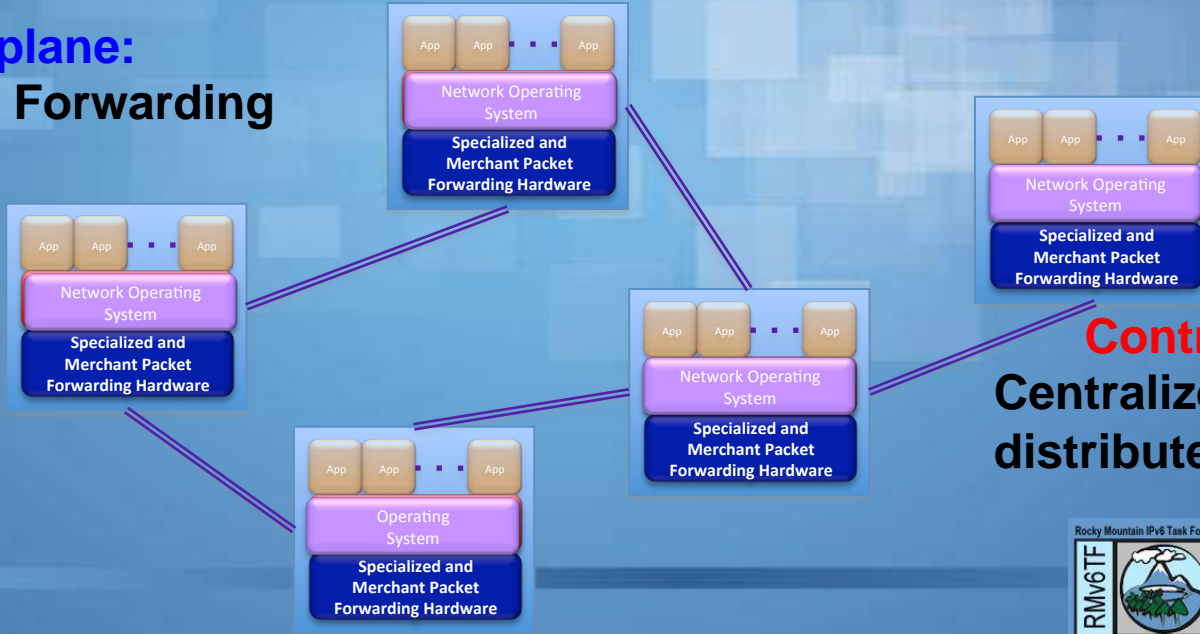 plane:
Forwarding
App App App
Network Operating
System
Specialized and
Merchant Packet
Forwarding Hardware
App App App
Network Operating
System
Specialized and
Merchant Packet
Forwarding Hardware
App App App
Network Operating
System
Specialized and
Merchant Packet
Forwarding Hardware
App App App
Network Operating
System
Specialized and
Merchant Packet
Forwarding Hardware
Contr
Centralize
distribute
App App App
Operating
System
Specialized and
Merchant Packet
Forwarding Hardware
Rocky Mountain IPv6 Task Fo
RMv6TF